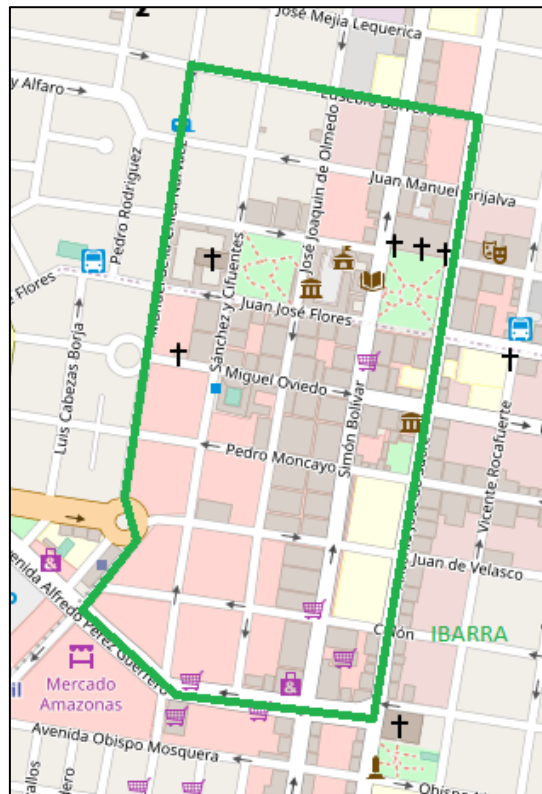 José Mejía Lequerica
y Alfaro
Eusebio Borrero
José Joaquín de Olmedo
Juan Manuel Grijalva
Pedro Rodríguez
Sánchez y Cifuentes
Flores
Juan José Flores
Luis Cabezas Borja
Miguel Oviedo
Simón Bolívar
Pedro Moncayo
Vicente Rocafuerte
Juan de Velasco
Avenida Alfredo Pérez Guerrero
Colón
IBARRA
Mercado
Amazonas
Avenida Obispo Mosquera
Obispo